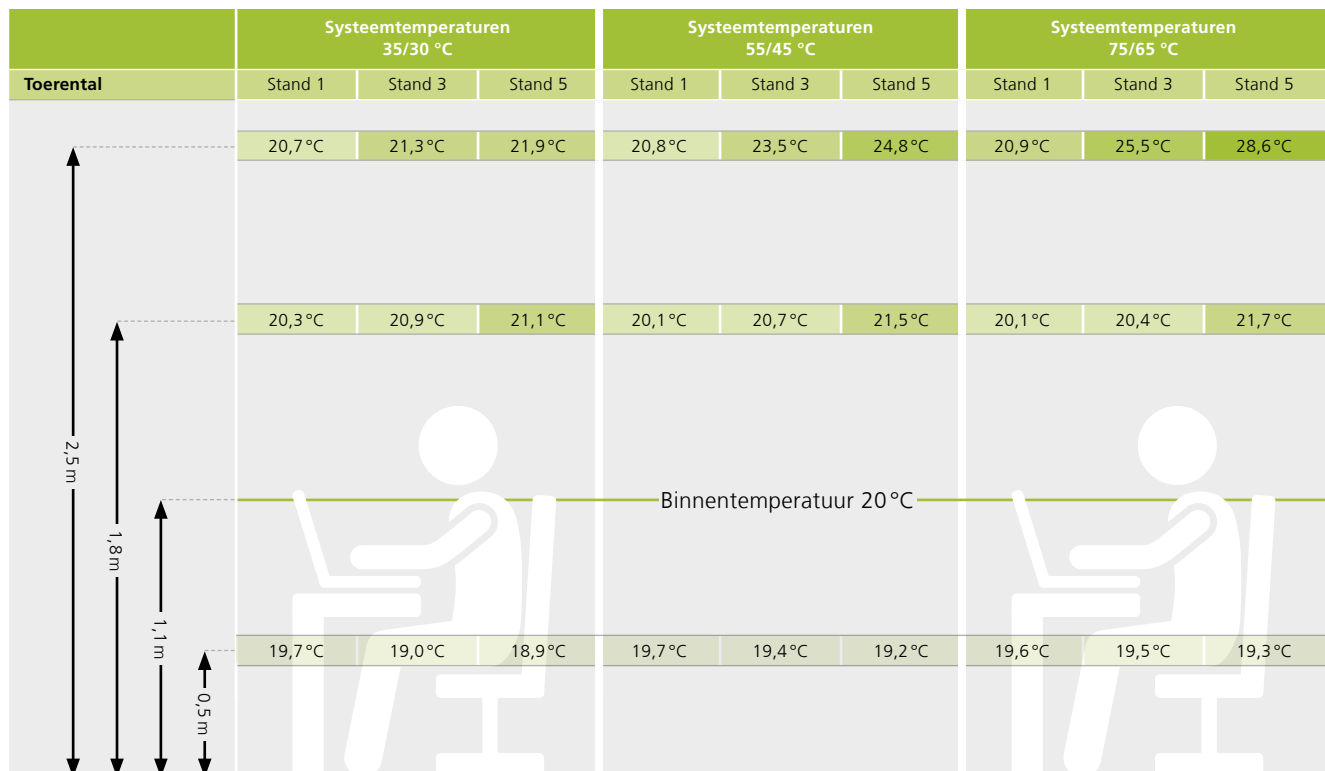 Systeemtemperaturen
35/30 °C
Systeemtemperaturen
55/45 °C
Systeemtemperaturen
75/65 °C
Toerental Stand 1 Stand 3 Stand 5 Stand 1 Stand 3 Stand 5 Stand 1 Stand 3 Stand 5
20,7 °C 21,3 °C 21,9 °C 20,8 °C 23,5 °C 24,8 °C 20,9 °C 25,5 °C 28,6 °C
20,3 °C 20,9 °C 21,1 °C 20,1 °C 20,7 °C 21,5 °C 20,1 °C 20,4 °C 21,7 °C
2,5 m
Binnentemperatuur 20 °C
1,8 m
1,1 m
19,7 °C 19,0 °C 18,9 °C 19,7 °C 19,4 °C 19,2 °C 19,6 °C 19,5 °C 19,3 °C
0,5 m